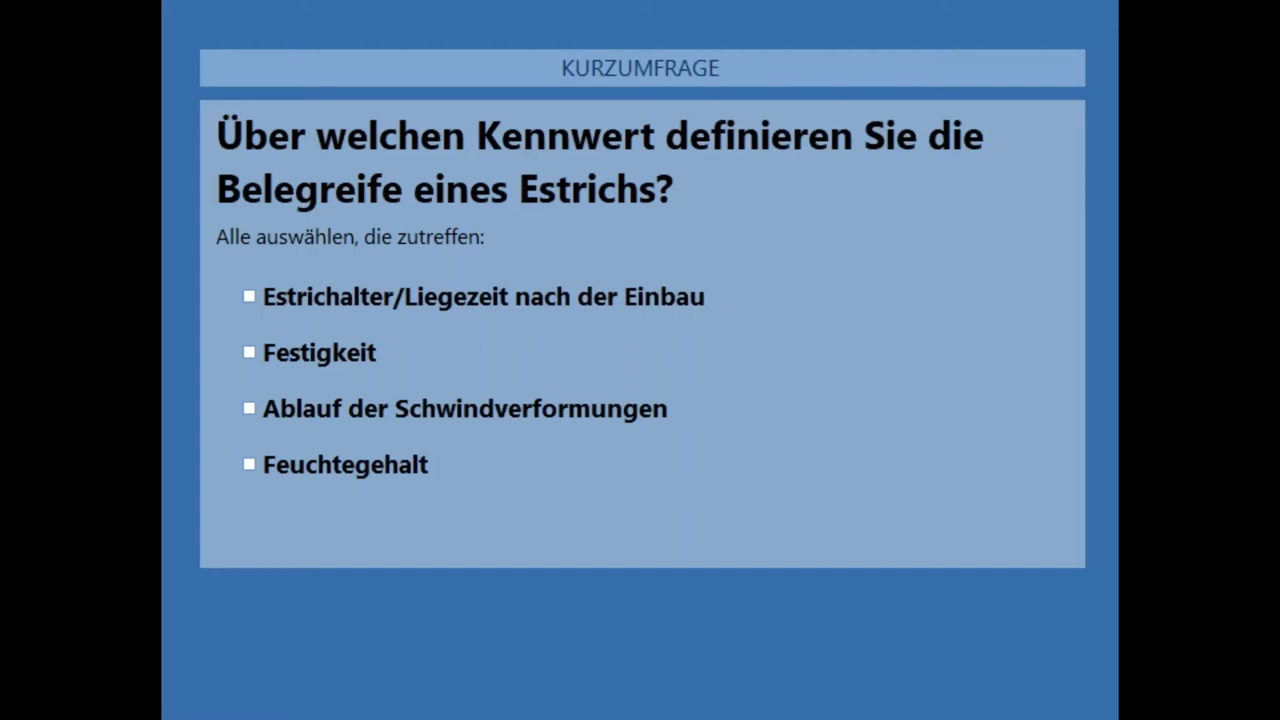 KURZUMFRAGE
Über welchen Kennwert definieren Sie die
Belegreife eines Estrichs?
Alle auswählen, die zutreffen:
Estrichalter/Liegezeit nach der Einbau
Festigkeit
Ablauf der Schwindverformungen
Feuchtegehalt